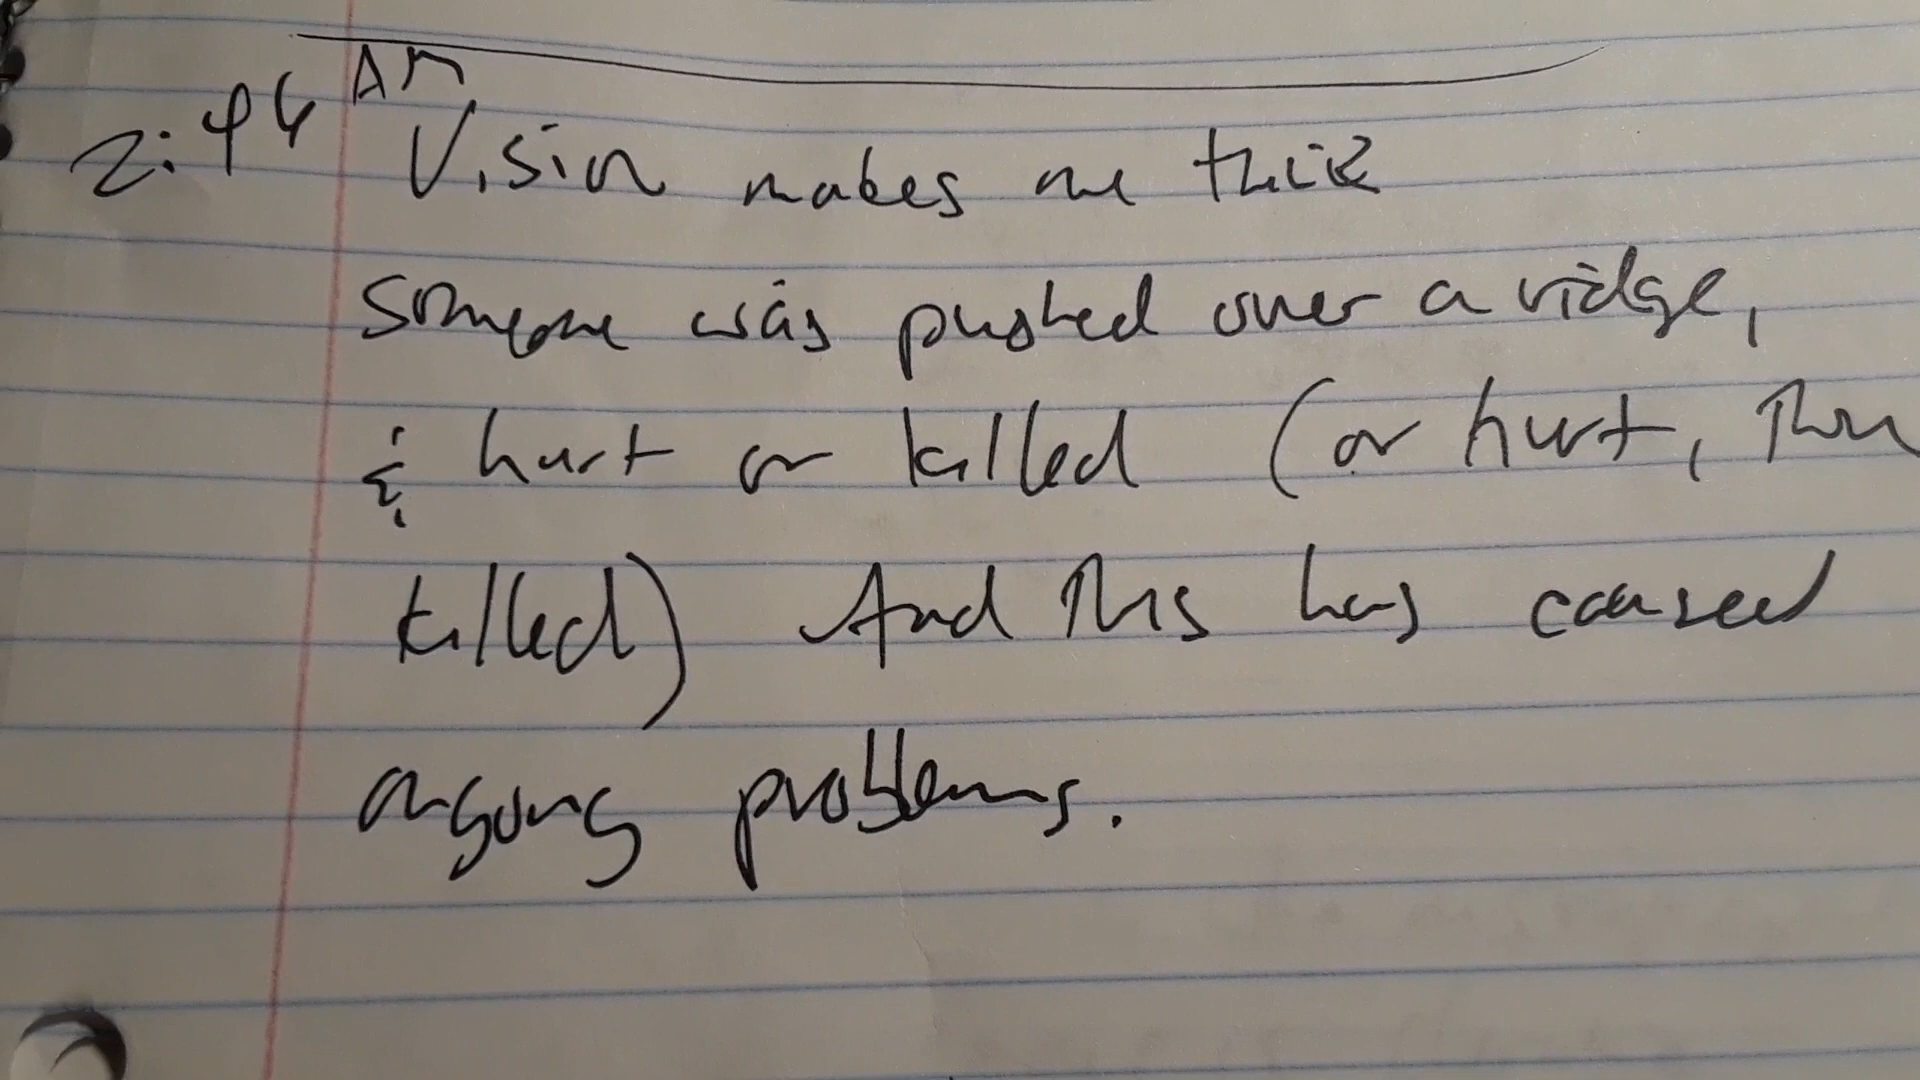 2:46 AM Vision makes me think
someone was pushed over a ridge,
& hurt or killed (or hurt, then
killed) And this has caused
ongoing problems.